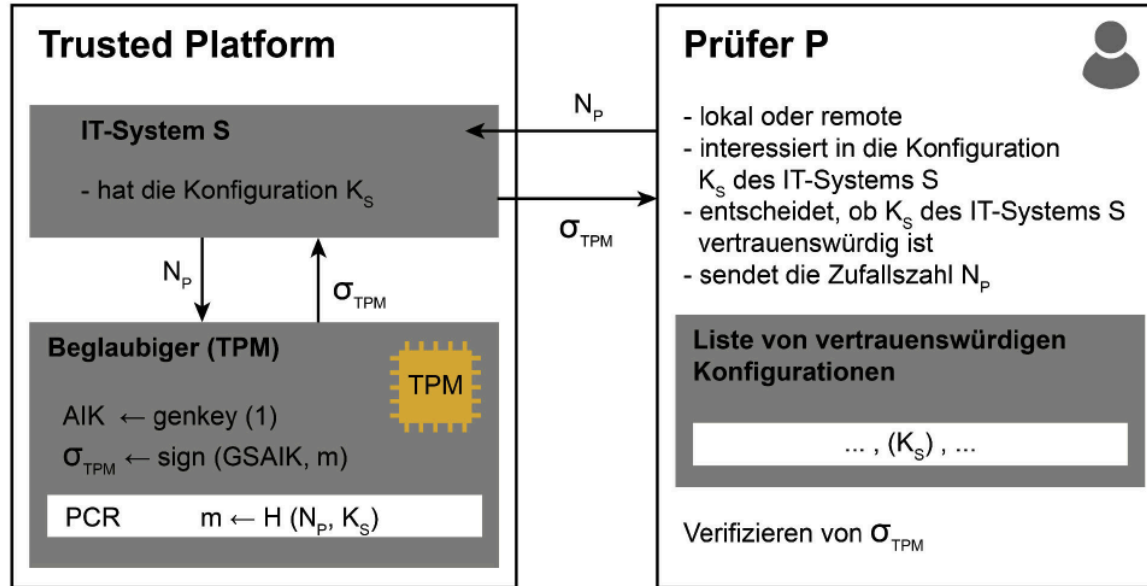 Trusted Platform
IT-System S
- hat die Konfiguration K_S
N_P
σ_TPM
Beglaubiger (TPM)
TPM
AIK ← genkey (1)
σ_TPM ← sign (GSAIK, m)
PCR m ← H (N_P, K_S)
N_P
σ_TPM
Prüfer P
- lokal oder remote
- interessiert in die Konfiguration
K_S des IT-Systems S
- entscheidet, ob K_S des IT-Systems S
vertrauenswürdig ist
- sendet die Zufallszahl N_P
Liste von vertrauenswürdigen
Konfigurationen
... , (K_S) , ...
Verifizieren von σ_TPM